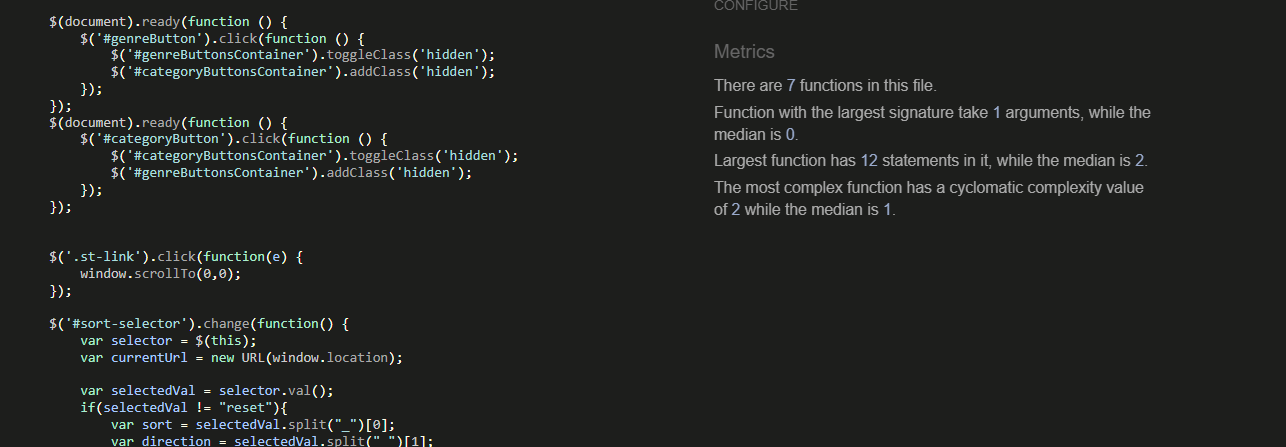 $(document).ready(function () {
    $('#genreButton').click(function () {
        $('#genreButtonsContainer').toggleClass('hidden');
        $('#categoryButtonsContainer').addClass('hidden');
    });
});
$(document).ready(function () {
    $('#categoryButton').click(function () {
        $('#categoryButtonsContainer').toggleClass('hidden');
        $('#genreButtonsContainer').addClass('hidden');
    });
});
$('.st-link').click(function(e) {
    window.scrollTo(0,0);
});
$('#sort-selector').change(function() {
    var selector = $(this);
    var currentUrl = new URL(window.location);
    var selectedVal = selector.val();
    if(selectedVal != "reset"){
        var sort = selectedVal.split("_")[0];
        var direction = selectedVal.split("_")[1];
CONFIGURE
Metrics
There are 7 functions in this file.
Function with the largest signature take 1 arguments, while the
median is 0.
Largest function has 12 statements in it, while the median is 2.
The most complex function has a cyclomatic complexity value
of 2 while the median is 1.